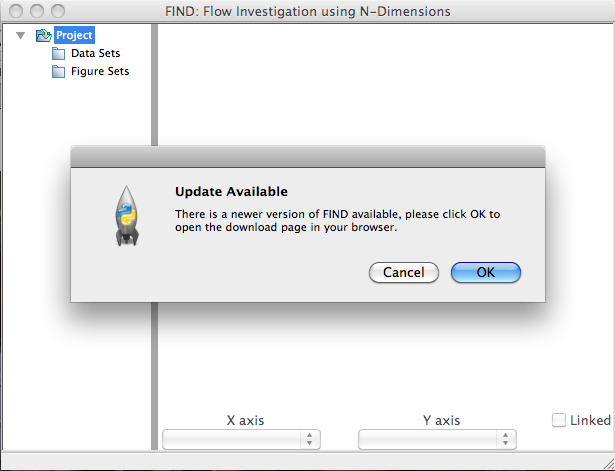 FIND: Flow Investigation using N-Dimensions
Project
Data Sets
Figure Sets
Update Available
There is a newer version of FIND available, please click OK to
open the download page in your browser.
Cancel
OK
X axis
Y axis
Linked